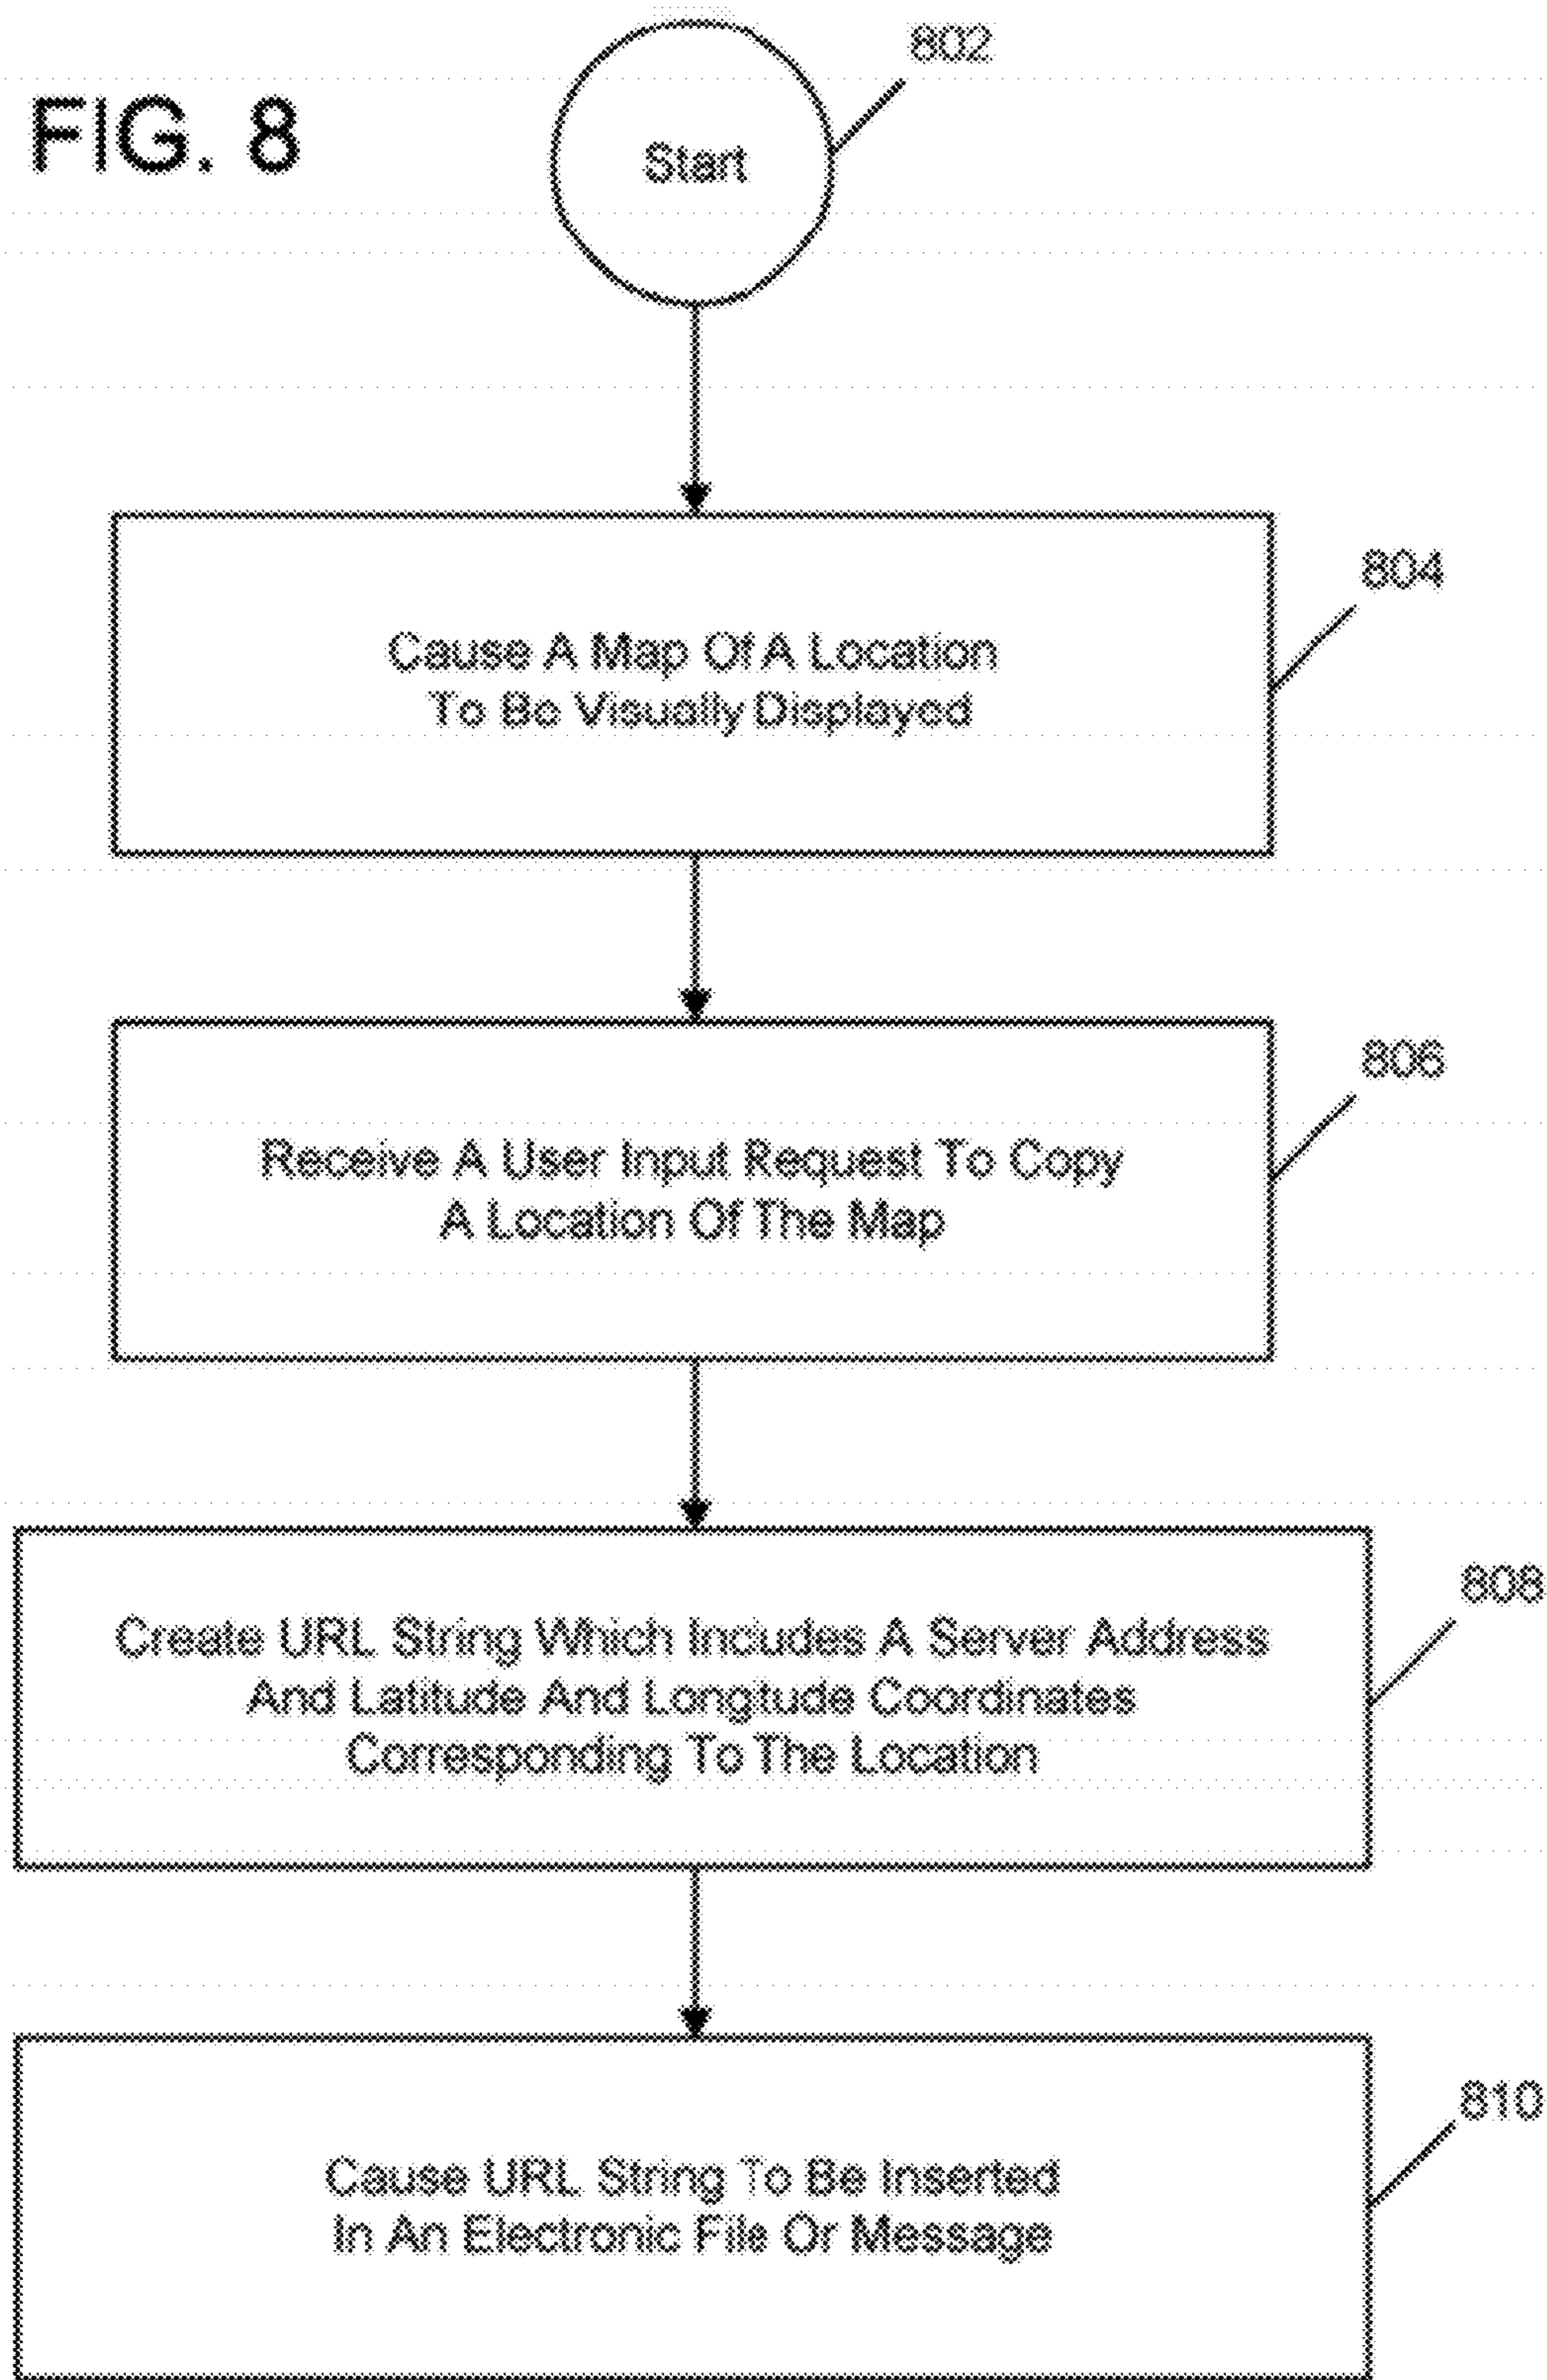 802
FIG. 8
Start
804
Cause A Map Of A Location
To Be Visually Displayed
806
Receive A User Input Request To Copy
A Location Of The Map
808
Create URL String Which Includes A Server Address
And Latitude And Longitude Coordinates
Corresponding To The Location
810
Cause URL String To Be Inserted
In An Electronic File Or Message